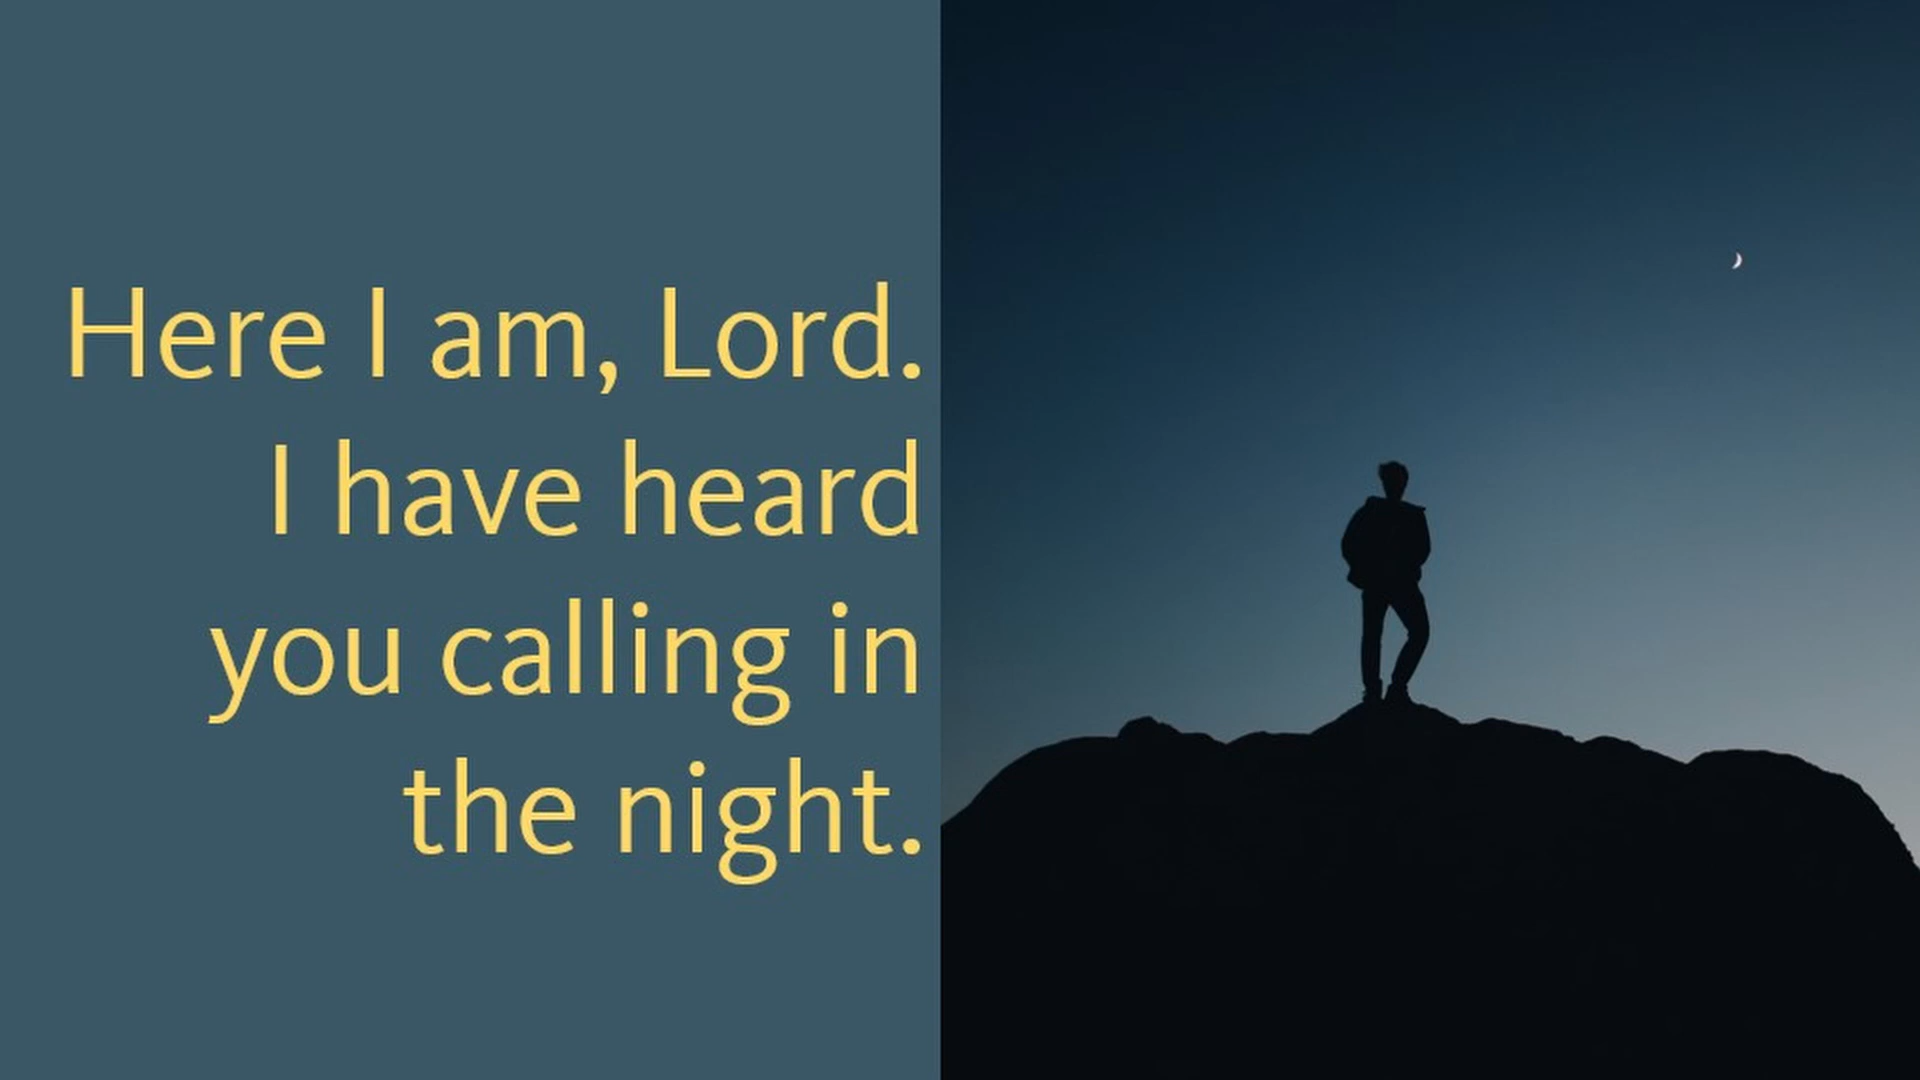 Here I am, Lord.
I have heard
you calling in
the night.